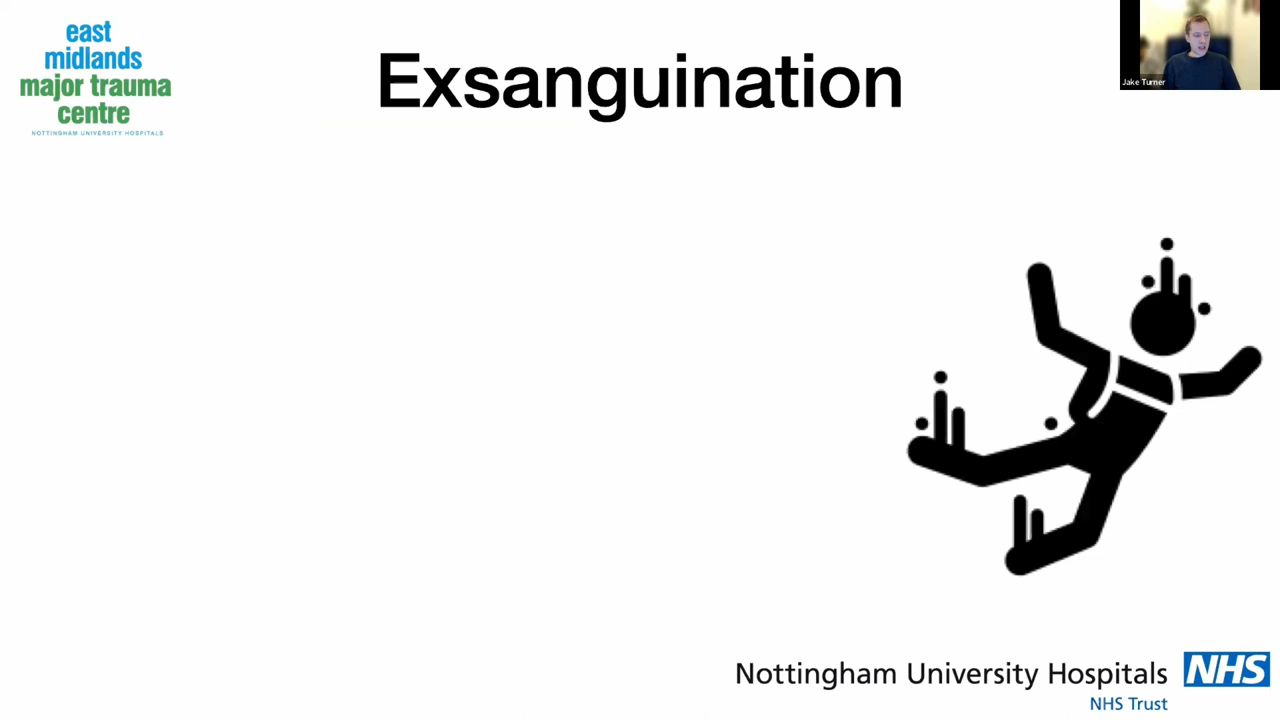 east
midlands
major trauma
centre
NOTTINGHAM UNIVERSITY HOSPITALS
Exsanguination
Jake Turner
Nottingham University Hospitals
NHS
NHS Trust